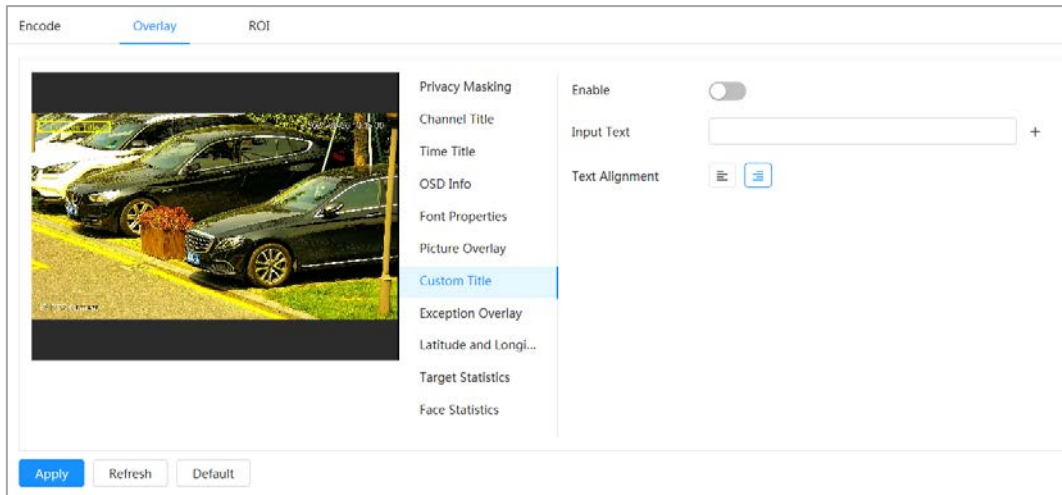 Encode Overlay ROI
Privacy Masking
Channel Title
Time Title
OSD Info
Font Properties
Picture Overlay
Custom Title
Exception Overlay
Latitude and Longi...
Target Statistics
Face Statistics
Enable
Input Text +
Text Alignment
Apply Refresh Default